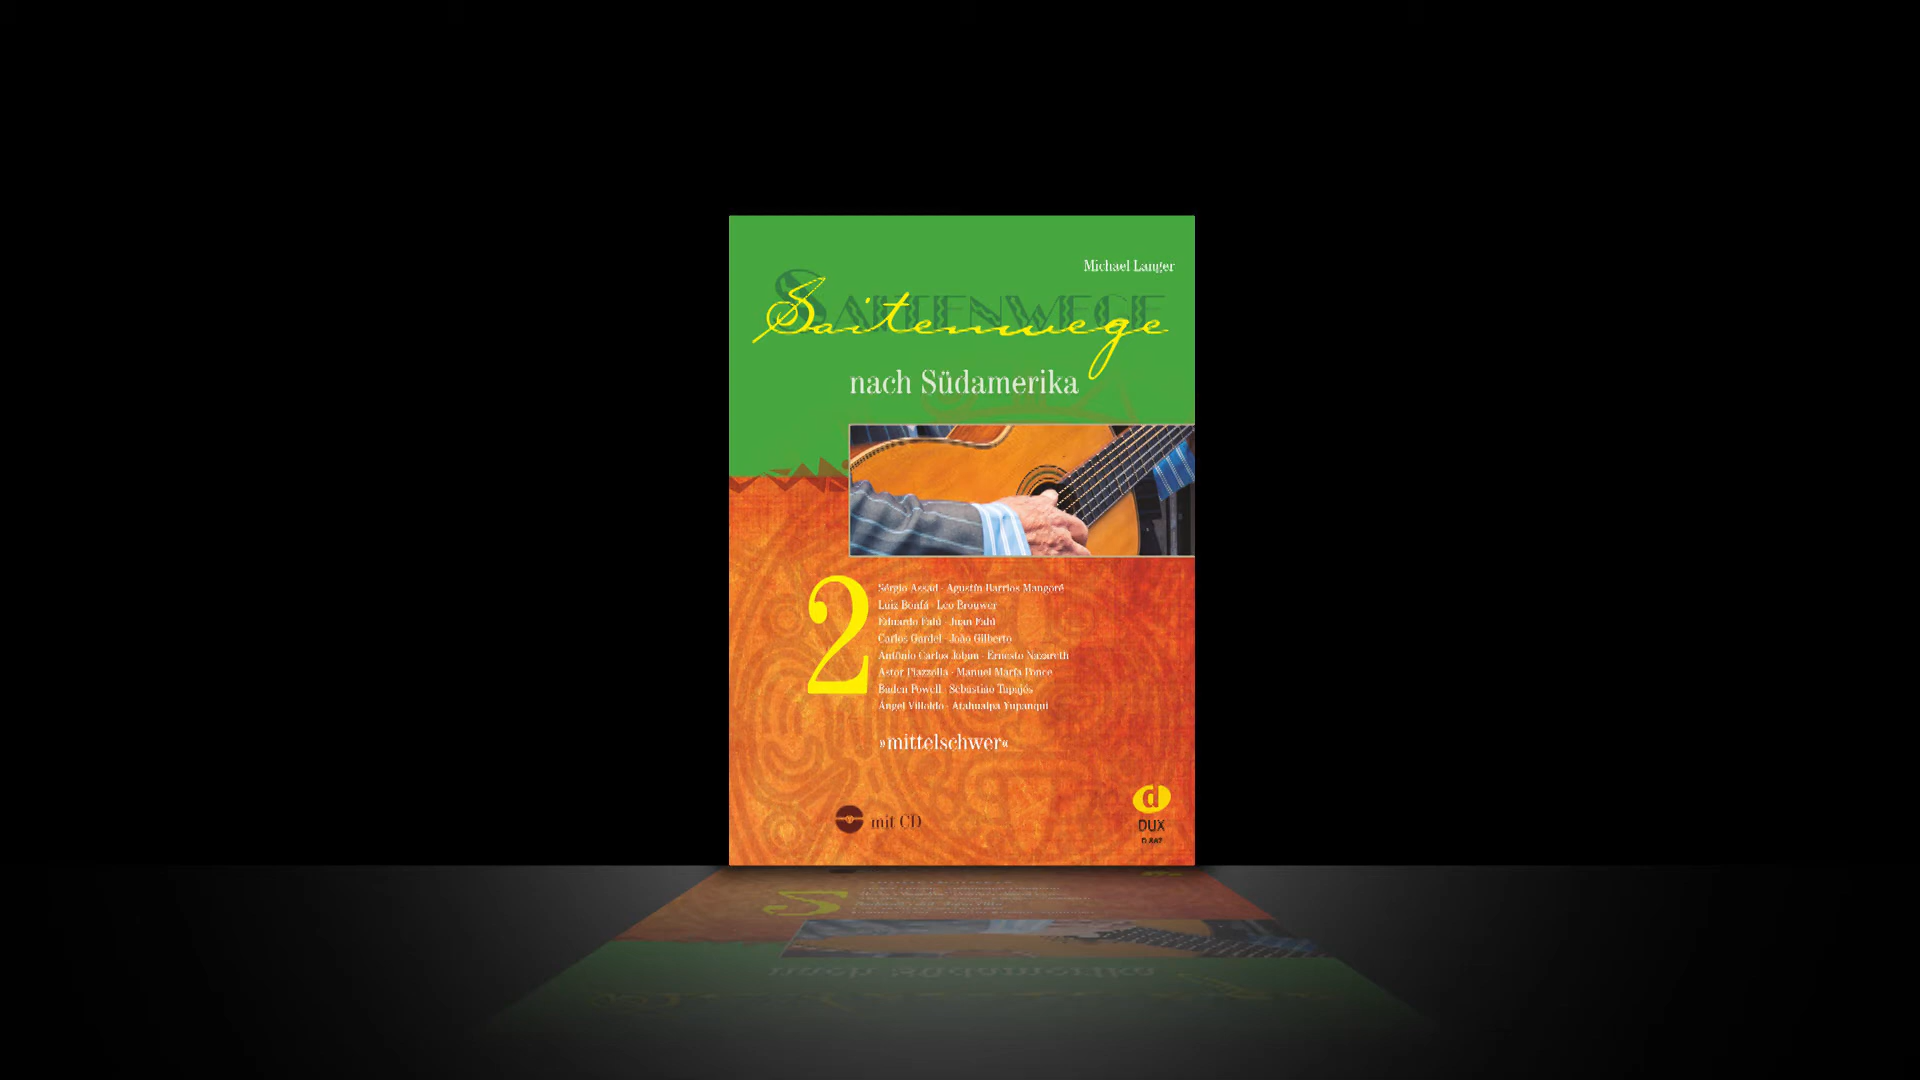 Michael Langer
SAITENWEGE
Saitenwege
nach Südamerika
2
Sérgio Assad · Agustín Barrios Mangoré
Luiz Bonfá · Leo Brouwer
Eduardo Falú · Juan Falú
Carlos Gardel · João Gilberto
Antônio Carlos Jobim · Ernesto Nazareth
Astor Piazzolla · Manuel María Ponce
Baden Powell · Sebastião Tapajós
Ángel Villoldo · Atahualpa Yupanqui
»mittelschwer«
mit CD
d
DUX